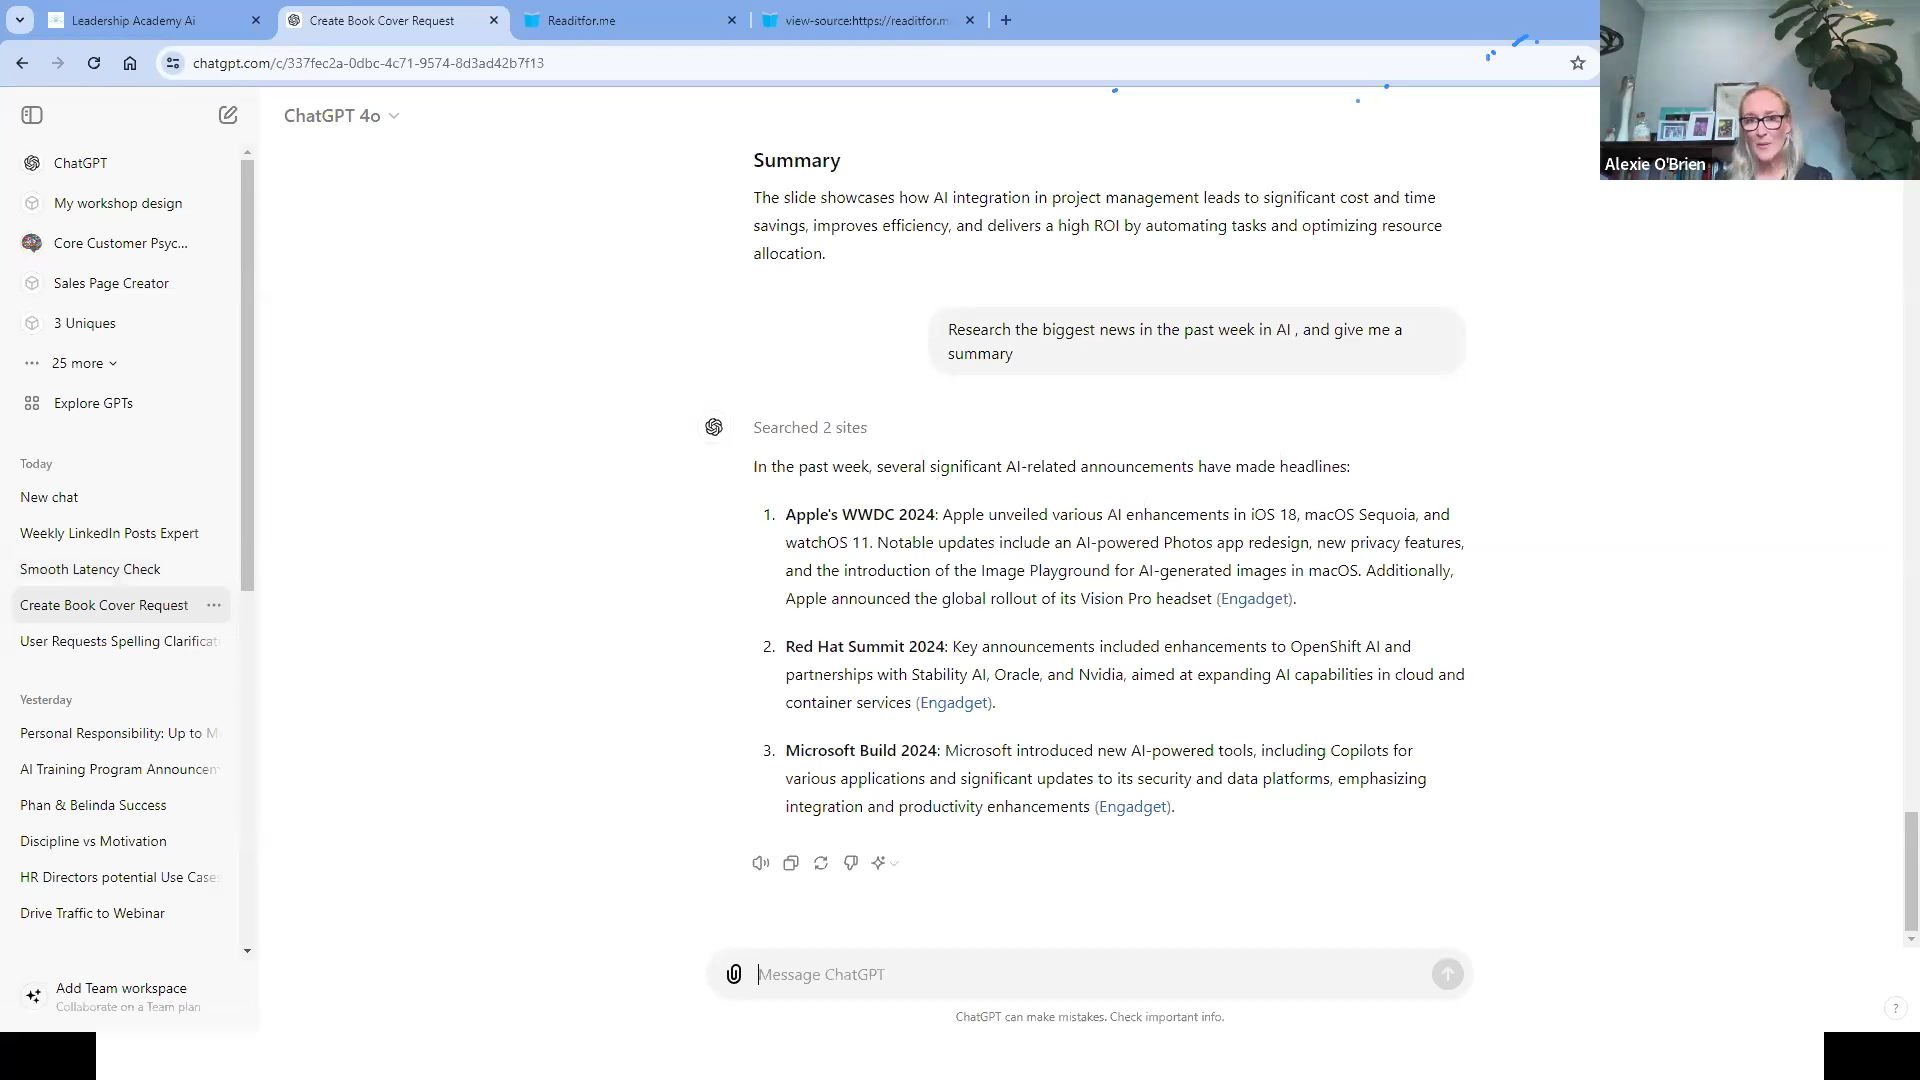 Leadership Academy Ai
Create Book Cover Request
Readitfor.me
view-source:https://readitfor.m
chatgpt.com/c/337fec2a-0dbc-4c71-9574-8d3ad42b7f13
ChatGPT 4o
ChatGPT
My workshop design
Core Customer Psyc...
Sales Page Creator
3 Uniques
25 more
Explore GPTs
Today
New chat
Weekly LinkedIn Posts Expert
Smooth Latency Check
Create Book Cover Request
User Requests Spelling Clarificat
Yesterday
Personal Responsibility: Up to M
AI Training Program Announcem
Phan & Belinda Success
Discipline vs Motivation
HR Directors potential Use Cases
Drive Traffic to Webinar
Add Team workspace
Collaborate on a Team plan
Summary
The slide showcases how AI integration in project management leads to significant cost and time
savings, improves efficiency, and delivers a high ROI by automating tasks and optimizing resource
allocation.
Research the biggest news in the past week in AI , and give me a
summary
Searched 2 sites
In the past week, several significant AI-related announcements have made headlines:
1. Apple's WWDC 2024: Apple unveiled various AI enhancements in iOS 18, macOS Sequoia, and
watchOS 11. Notable updates include an AI-powered Photos app redesign, new privacy features,
and the introduction of the Image Playground for AI-generated images in macOS. Additionally,
Apple announced the global rollout of its Vision Pro headset (Engadget).
2. Red Hat Summit 2024: Key announcements included enhancements to OpenShift AI and
partnerships with Stability AI, Oracle, and Nvidia, aimed at expanding AI capabilities in cloud and
container services (Engadget).
3. Microsoft Build 2024: Microsoft introduced new AI-powered tools, including Copilots for
various applications and significant updates to its security and data platforms, emphasizing
integration and productivity enhancements (Engadget).
Message ChatGPT
ChatGPT can make mistakes. Check important info.
?
Alexie O'Brien